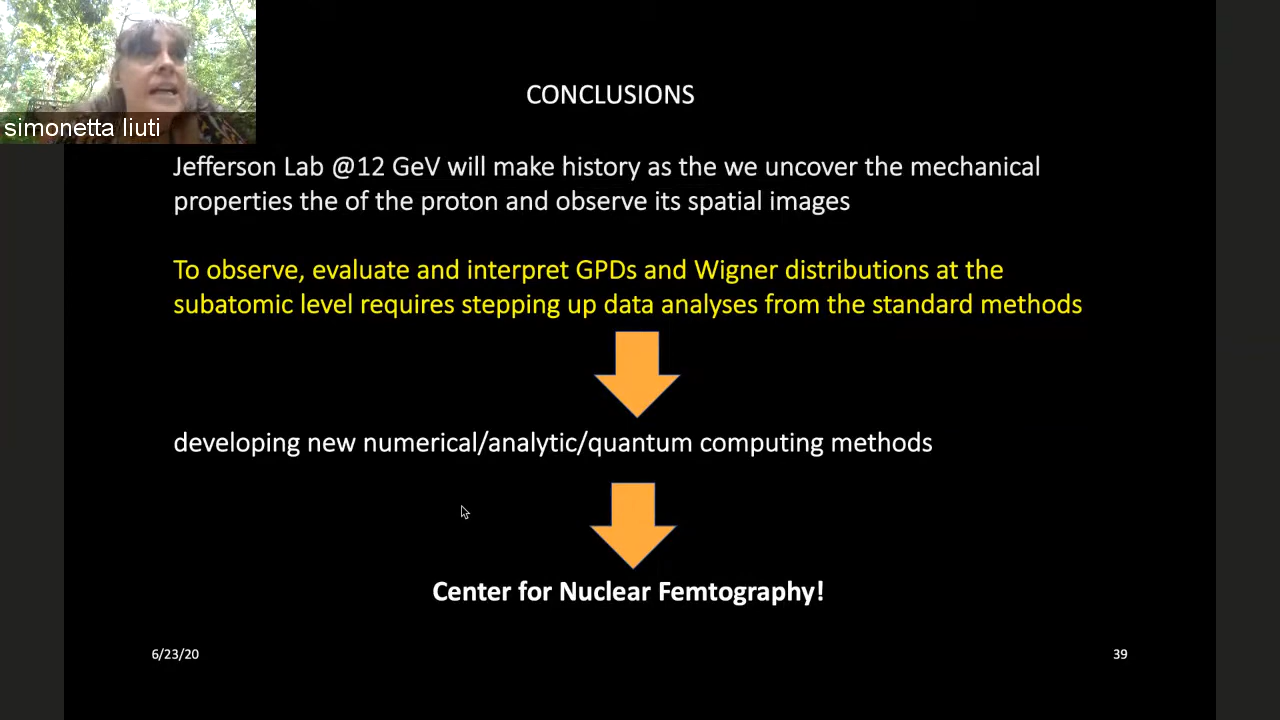 simonetta liuti
CONCLUSIONS
Jefferson Lab @12 GeV will make history as the we uncover the mechanical
properties the of the proton and observe its spatial images
To observe, evaluate and interpret GPDs and Wigner distributions at the
subatomic level requires stepping up data analyses from the standard methods
developing new numerical/analytic/quantum computing methods
Center for Nuclear Femtography!
6/23/20
39